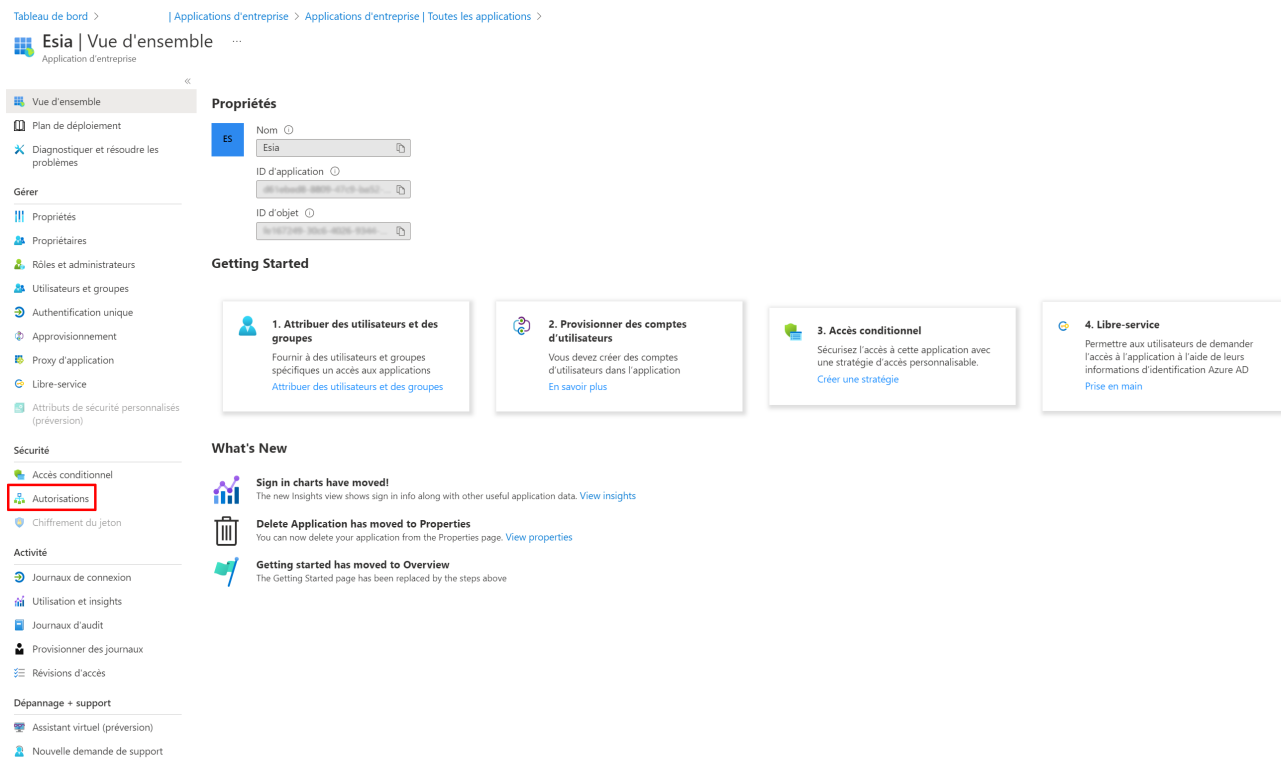 Tableau de bord >
| Applications d'entreprise > Applications d'entreprise | Toutes les applications >
Esia | Vue d'ensemble ...
Application d'entreprise
«
Vue d'ensemble
Plan de déploiement
Diagnostiquer et résoudre les
problèmes
Gérer
Propriétés
Propriétaires
Rôles et administrateurs
Utilisateurs et groupes
Authentification unique
Approvisionnement
Proxy d'application
Libre-service
Attributs de sécurité personnalisés
(préversion)
Sécurité
Accès conditionnel
Autorisations
Chiffrement du jeton
Activité
Journaux de connexion
Utilisation et insights
Journaux d'audit
Provisionner des journaux
Révisions d'accès
Dépannage + support
Assistant virtuel (préversion)
Nouvelle demande de support
Propriétés
ES
Nom
Esia
ID d'application
ID d'objet
Getting Started
1. Attribuer des utilisateurs et des
groupes
Fournir à des utilisateurs et groupes
spécifiques un accès aux applications
Attribuer des utilisateurs et des groupes
2. Provisionner des comptes
d'utilisateurs
Vous devez créer des comptes
d'utilisateurs dans l'application
En savoir plus
3. Accès conditionnel
Sécurisez l'accès à cette application avec
une stratégie d'accès personnalisable.
Créer une stratégie
4. Libre-service
Permettre aux utilisateurs de demander
l'accès à l'application à l'aide de leurs
informations d'identification Azure AD
Prise en main
What's New
Sign in charts have moved!
The new Insights view shows sign in info along with other useful application data. View insights
Delete Application has moved to Properties
You can now delete your application from the Properties page. View properties
Getting started has moved to Overview
The Getting Started page has been replaced by the steps above